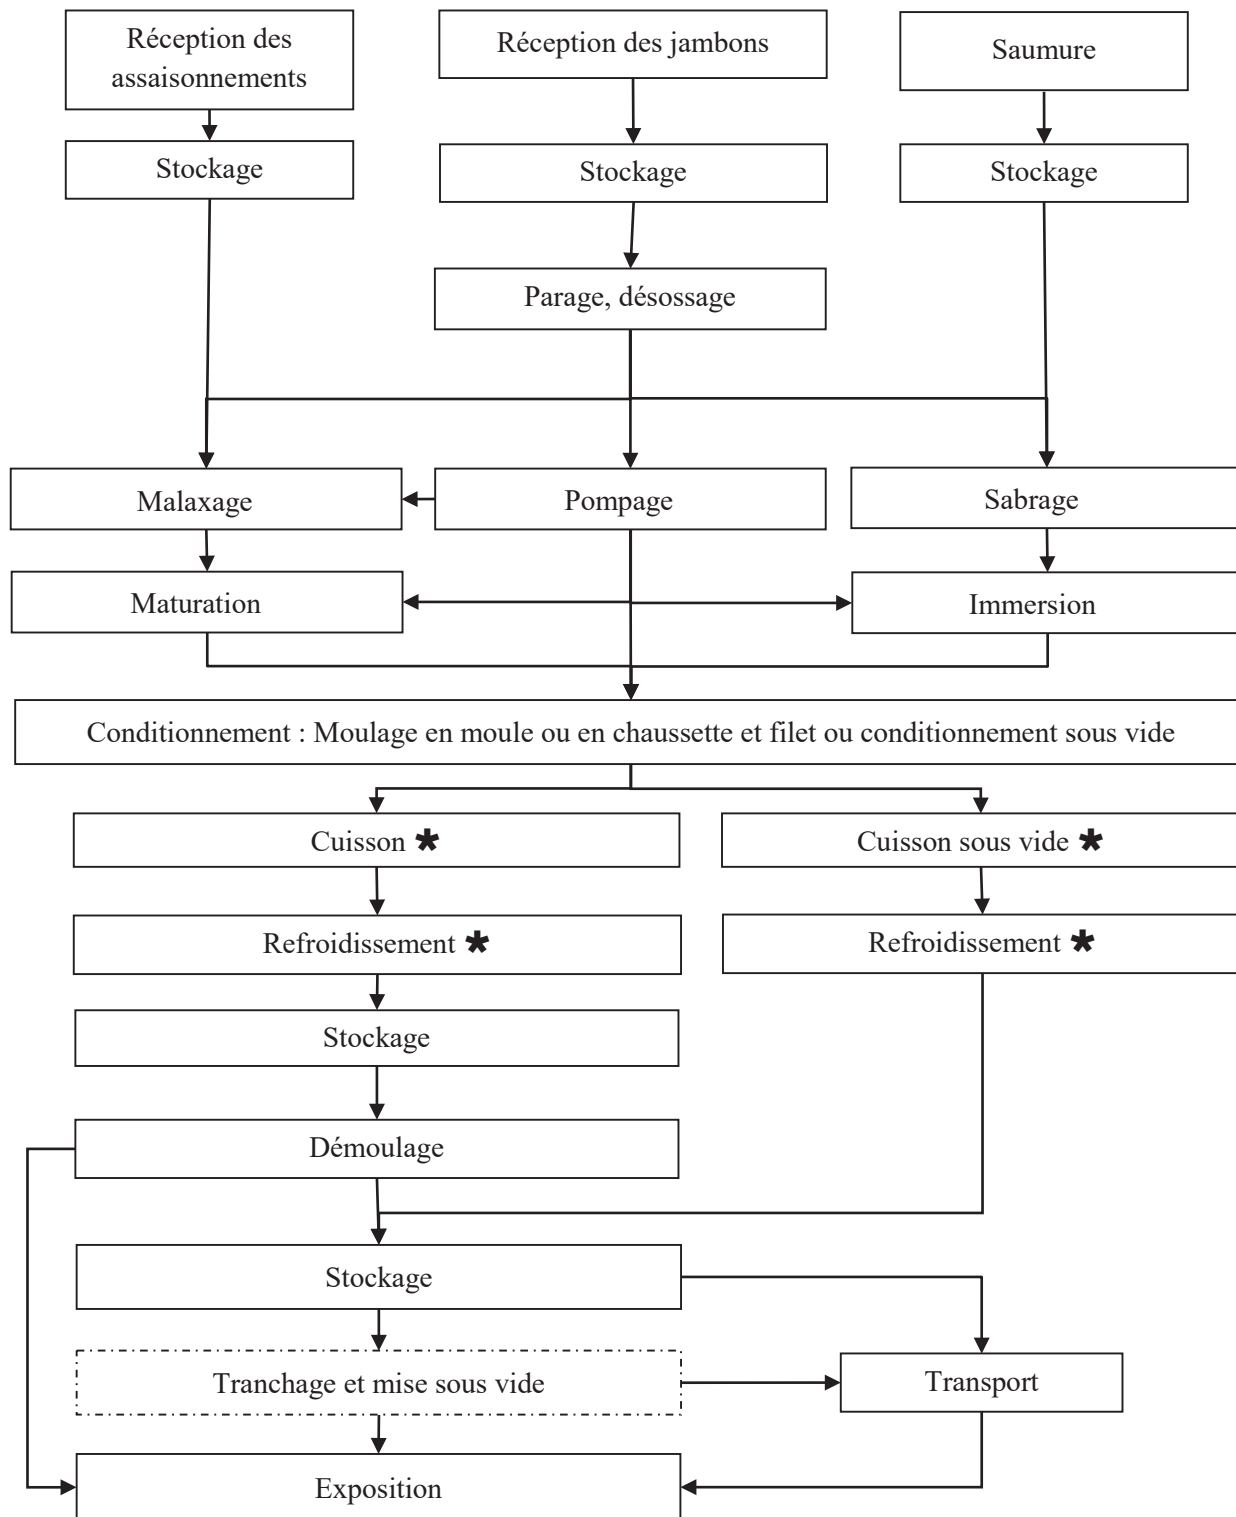 Réception des
assaisonnements
Réception des jambons
Saumure
Stockage
Stockage
Stockage
Parage, désossage
Malaxage
Pompage
Sabrage
Maturation
Immersion
Conditionnement : Moulage en moule ou en chaussette et filet ou conditionnement sous vide
Cuisson *
Cuisson sous vide *
Refroidissement *
Refroidissement *
Stockage
Démoulage
Stockage
Tranchage et mise sous vide
Transport
Exposition